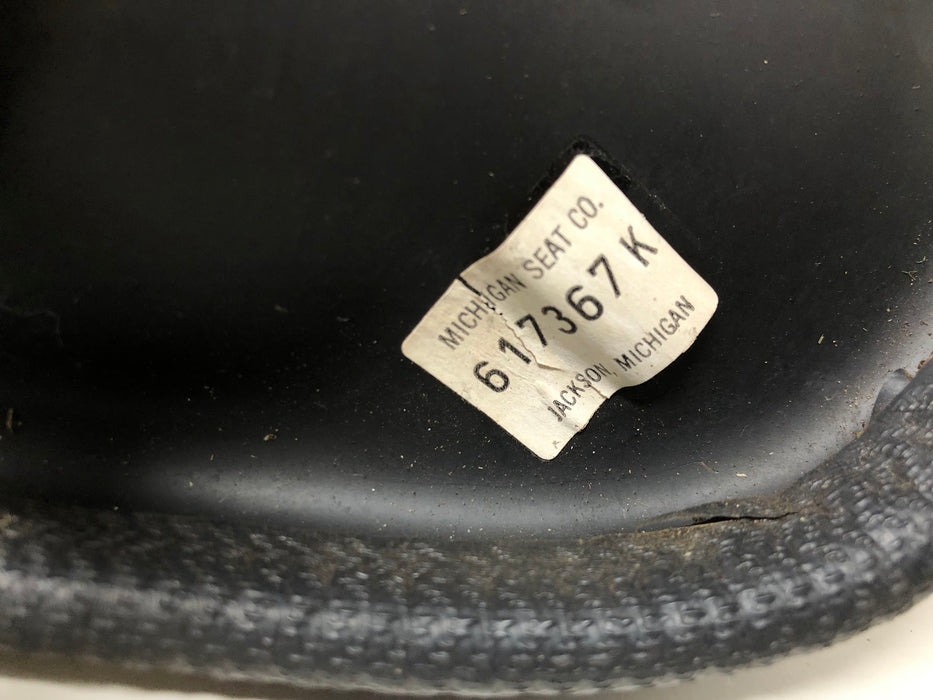 MICHIGAN SEAT CO.
617367 K
JACKSON, MICHIGAN